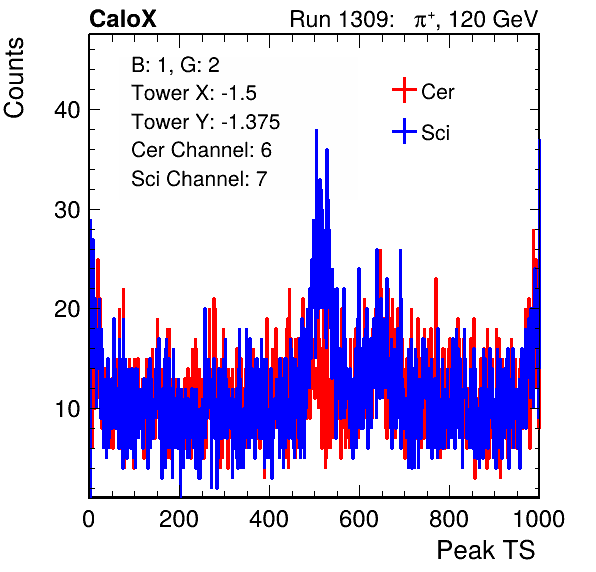 CaloX Run 1309: π⁺, 120 GeV
Counts
B: 1, G: 2
Tower X: -1.5
Tower Y: -1.375
Cer Channel: 6
Sci Channel: 7
Cer
Sci
40
30
20
10
0 200 400 600 800 1000
Peak TS